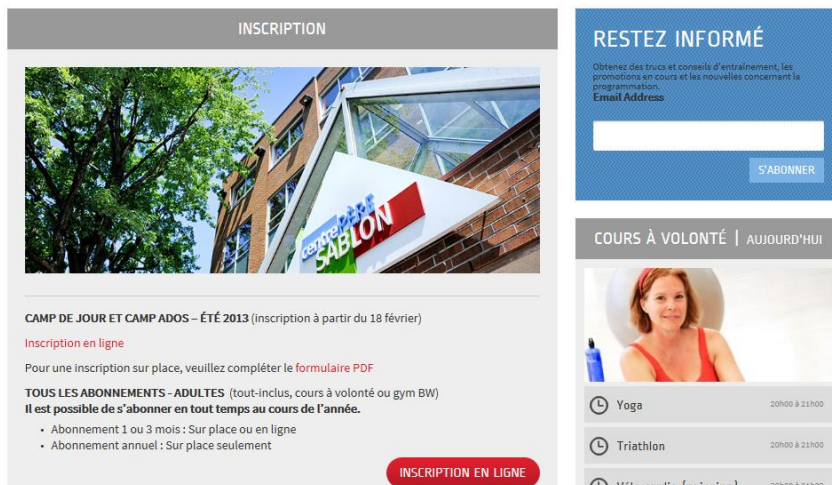 INSCRIPTION
centre PÈRE
SABLON
CAMP DE JOUR ET CAMP ADOS – ÉTÉ 2013 (inscription à partir du 18 février)
Inscription en ligne
Pour une inscription sur place, veuillez compléter le formulaire PDF
TOUS LES ABONNEMENTS - ADULTES (tout-inclus, cours à volonté ou gym BW)
Il est possible de s'abonner en tout temps au cours de l'année.
• Abonnement 1 ou 3 mois : Sur place ou en ligne
• Abonnement annuel : Sur place seulement
INSCRIPTION EN LIGNE
RESTEZ INFORMÉ
Obtenez des trucs et conseils d'entraînement, les
promotions en cours et les nouvelles concernant la
programmation.
Email Address
S'ABONNER
COURS À VOLONTÉ | AUJOURD'HUI
Yoga 20h00 à 21h00
Triathlon 20h00 à 21h00